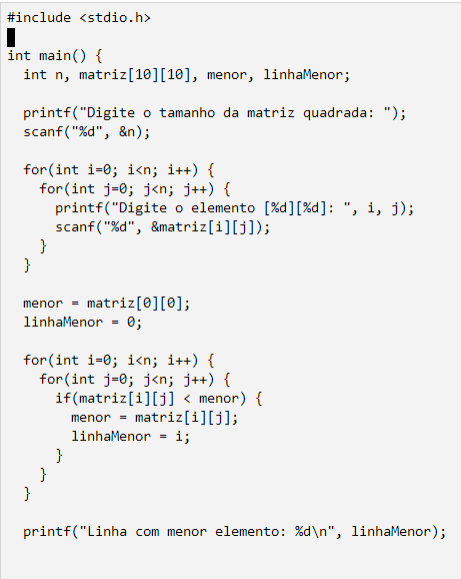 #include <stdio.h>
int main() {
  int n, matriz[10][10], menor, linhaMenor;
  printf("Digite o tamanho da matriz quadrada: ");
  scanf("%d", &n);
  for(int i=0; i<n; i++) {
    for(int j=0; j<n; j++) {
      printf("Digite o elemento [%d][%d]: ", i, j);
      scanf("%d", &matriz[i][j]);
    }
  }
  menor = matriz[0][0];
  linhaMenor = 0;
  for(int i=0; i<n; i++) {
    for(int j=0; j<n; j++) {
      if(matriz[i][j] < menor) {
        menor = matriz[i][j];
        linhaMenor = i;
      }
    }
  }
  printf("Linha com menor elemento: %d\n", linhaMenor);